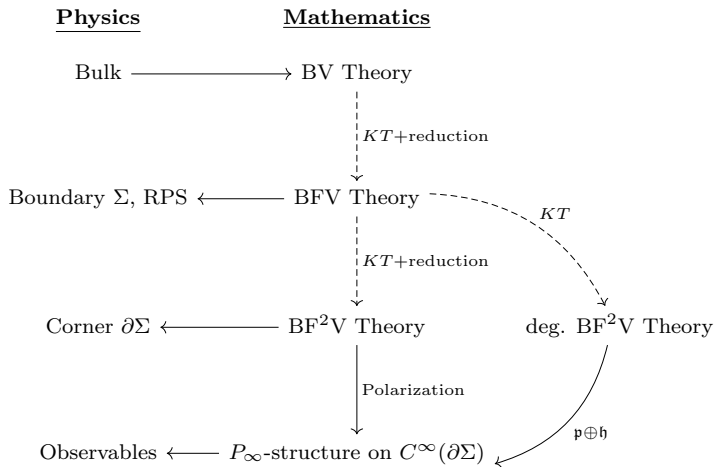 Physics Mathematics
Bulk BV Theory
KT+reduction
Boundary Σ, RPS BFV Theory
KT
KT+reduction
Corner ∂Σ BF²V Theory deg. BF²V Theory
Polarization
𝔭⊕𝔥
Observables P∞-structure on C∞(∂Σ)